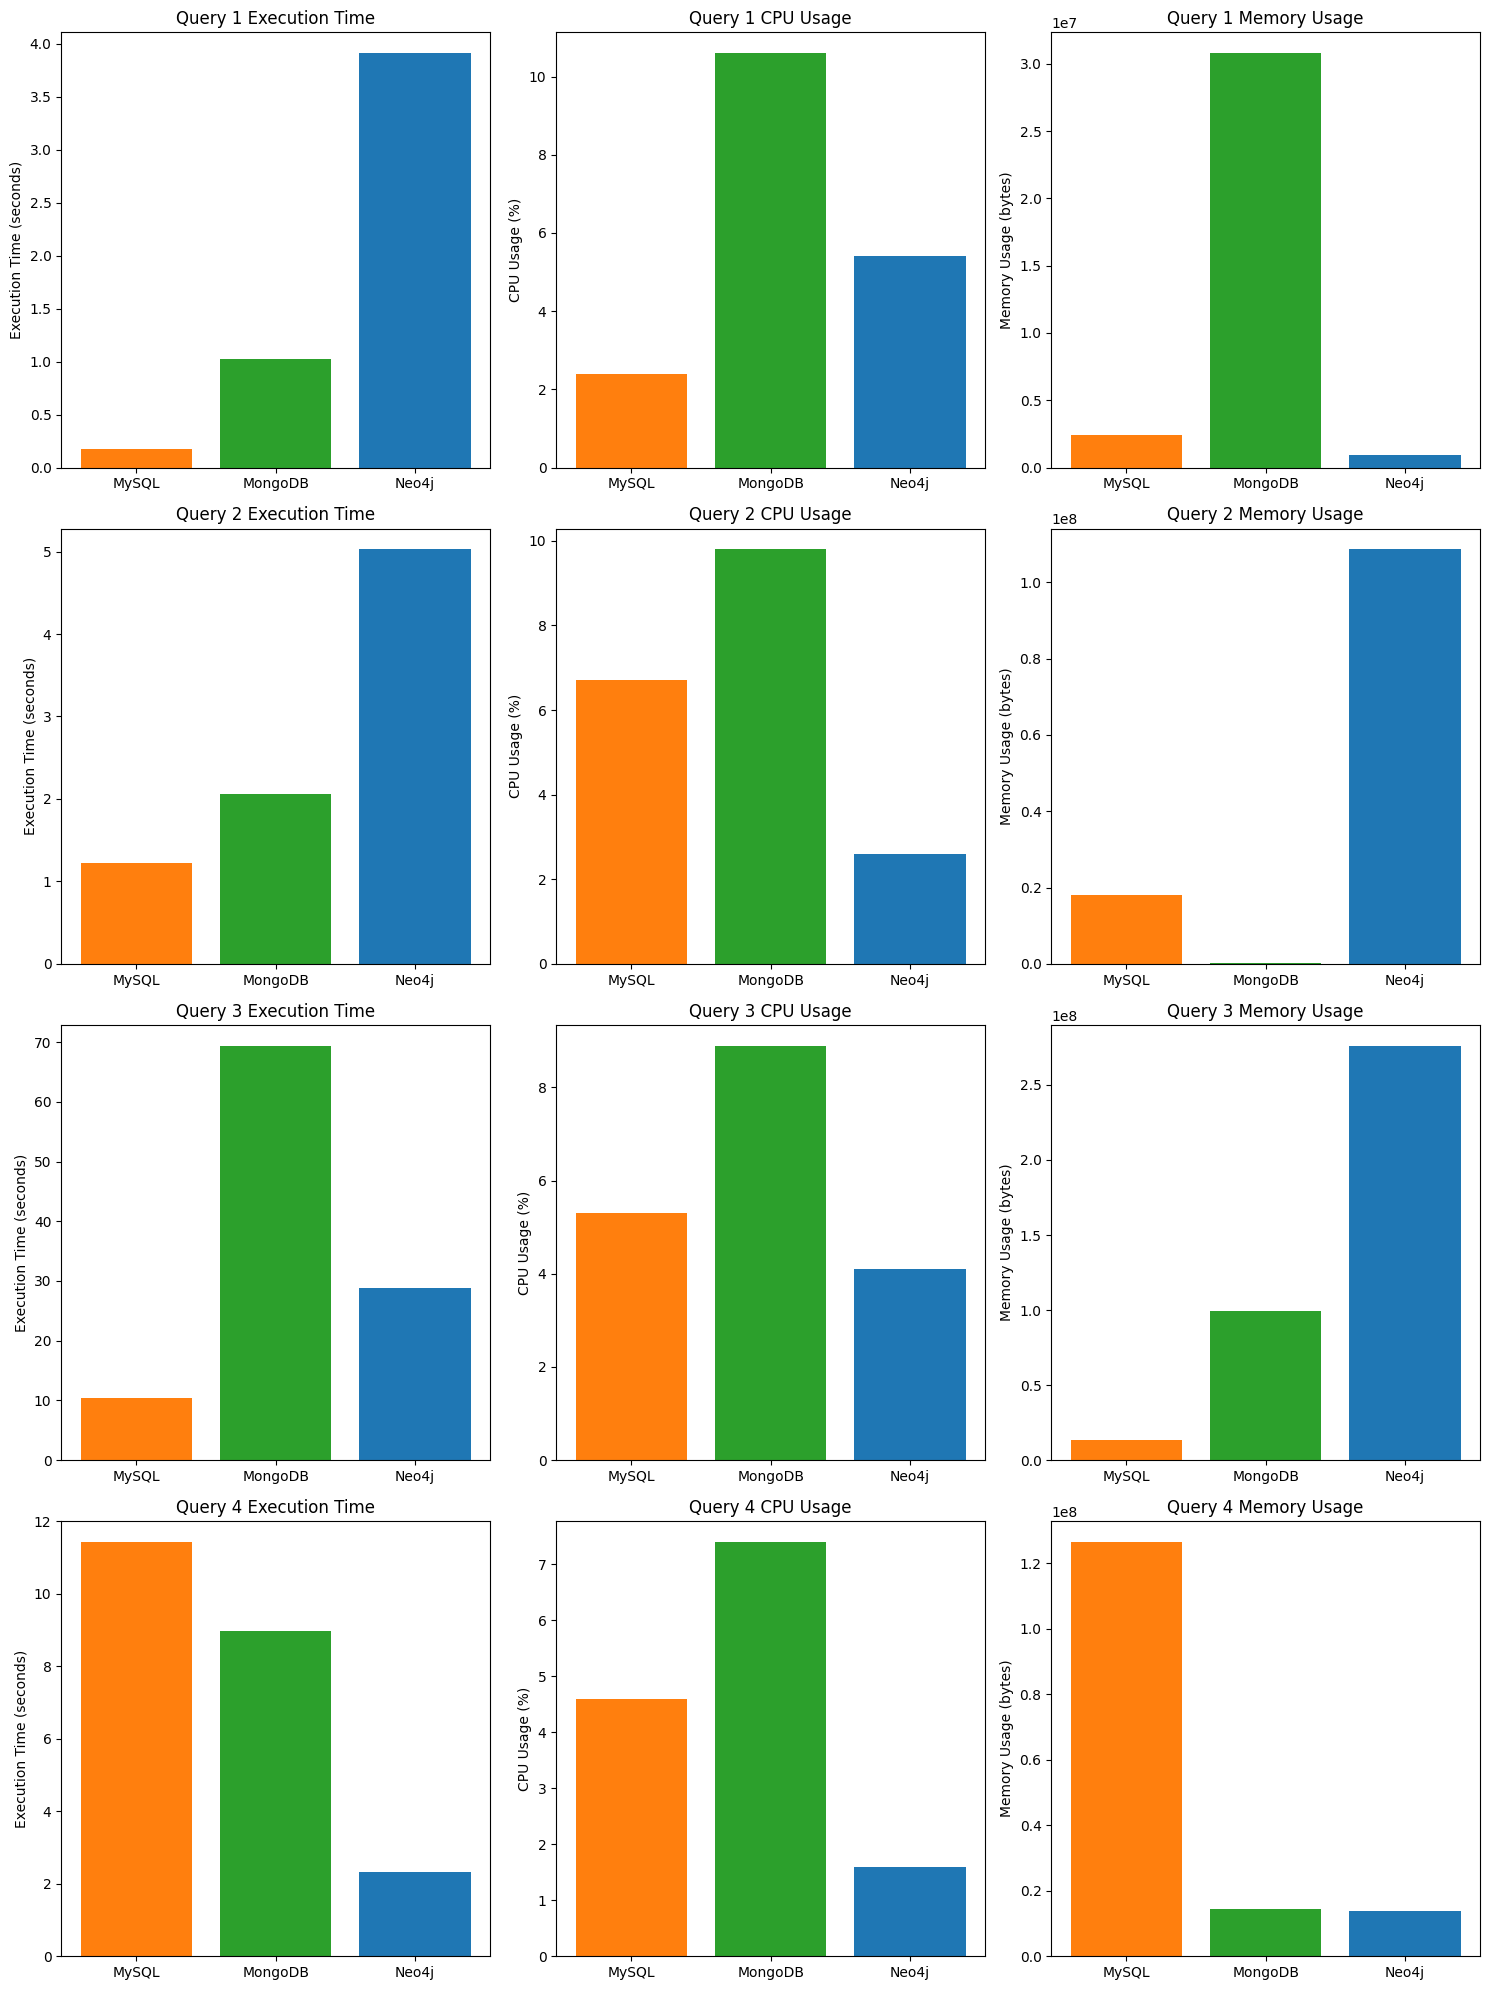 Query 1 Execution Time
Execution Time (seconds)
4.0
3.5
3.0
2.5
2.0
1.5
1.0
0.5
0.0
MySQL MongoDB Neo4j
Query 1 CPU Usage
CPU Usage (%)
10
8
6
4
2
0
MySQL MongoDB Neo4j
Query 1 Memory Usage
1e7
Memory Usage (bytes)
3.0
2.5
2.0
1.5
1.0
0.5
0.0
MySQL MongoDB Neo4j
Query 2 Execution Time
Execution Time (seconds)
5
4
3
2
1
0
MySQL MongoDB Neo4j
Query 2 CPU Usage
CPU Usage (%)
10
8
6
4
2
0
MySQL MongoDB Neo4j
Query 2 Memory Usage
1e8
Memory Usage (bytes)
1.0
0.8
0.6
0.4
0.2
0.0
MySQL MongoDB Neo4j
Query 3 Execution Time
Execution Time (seconds)
70
60
50
40
30
20
10
0
MySQL MongoDB Neo4j
Query 3 CPU Usage
CPU Usage (%)
8
6
4
2
0
MySQL MongoDB Neo4j
Query 3 Memory Usage
1e8
Memory Usage (bytes)
2.5
2.0
1.5
1.0
0.5
0.0
MySQL MongoDB Neo4j
Query 4 Execution Time
Execution Time (seconds)
12
10
8
6
4
2
0
MySQL MongoDB Neo4j
Query 4 CPU Usage
CPU Usage (%)
7
6
5
4
3
2
1
0
MySQL MongoDB Neo4j
Query 4 Memory Usage
1e8
Memory Usage (bytes)
1.2
1.0
0.8
0.6
0.4
0.2
0.0
MySQL MongoDB Neo4j